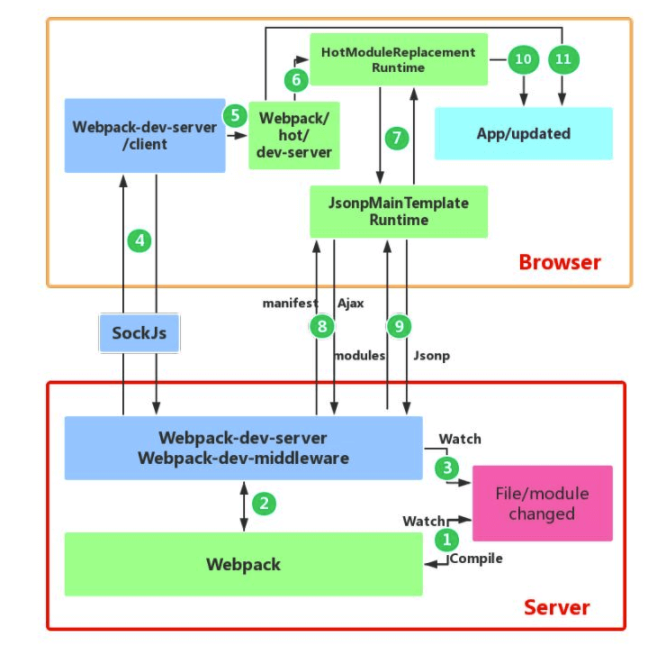 HotModuleReplacement
Runtime
10
11
6
5
Webpack-dev-server
/client
Webpack/
hot/
dev-server
App/updated
7
JsonpMainTemplate
Runtime
4
Browser
manifest
Ajax
8
9
SockJs
modules
Jsonp
Webpack-dev-server
Webpack-dev-middleware
Watch
3
File/module
changed
2
Watch
1
Compile
Webpack
Server